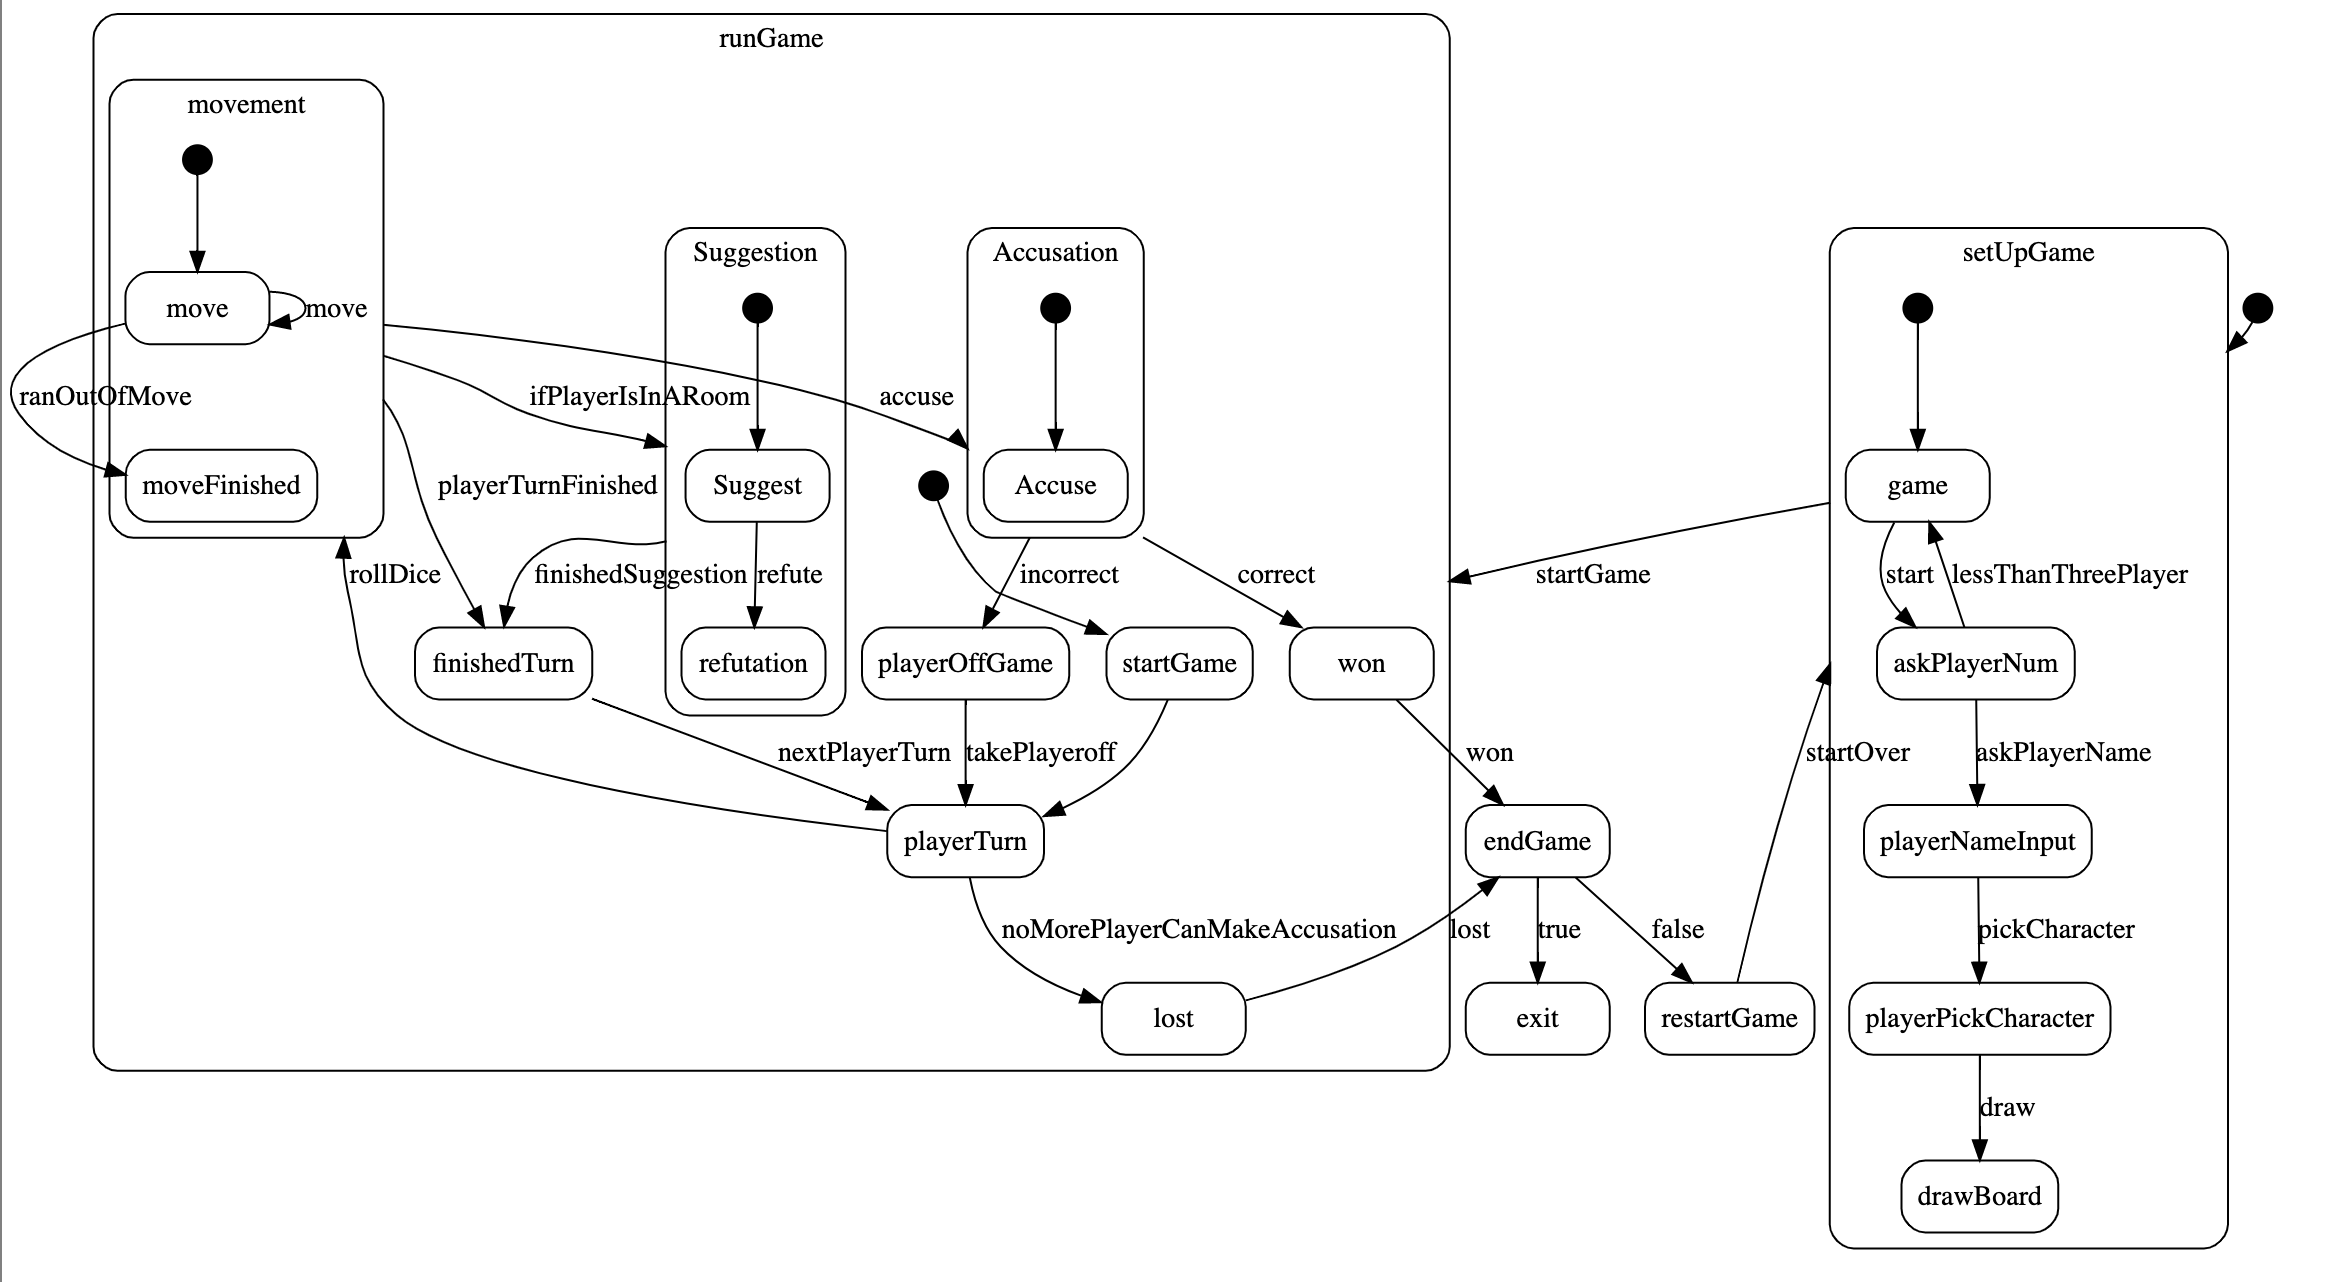 runGame
movement
Suggestion
Accusation
setUpGame
move
move
ranOutOfMove
ifPlayerIsInARoom
accuse
moveFinished
playerTurnFinished
Suggest
Accuse
game
rollDice
finishedSuggestion
refute
incorrect
correct
startGame
start
lessThanThreePlayer
finishedTurn
refutation
playerOffGame
startGame
won
askPlayerNum
nextPlayerTurn
takePlayeroff
won
startOver
askPlayerName
playerTurn
endGame
playerNameInput
noMorePlayerCanMakeAccusation
lost
true
false
pickCharacter
lost
exit
restartGame
playerPickCharacter
draw
drawBoard